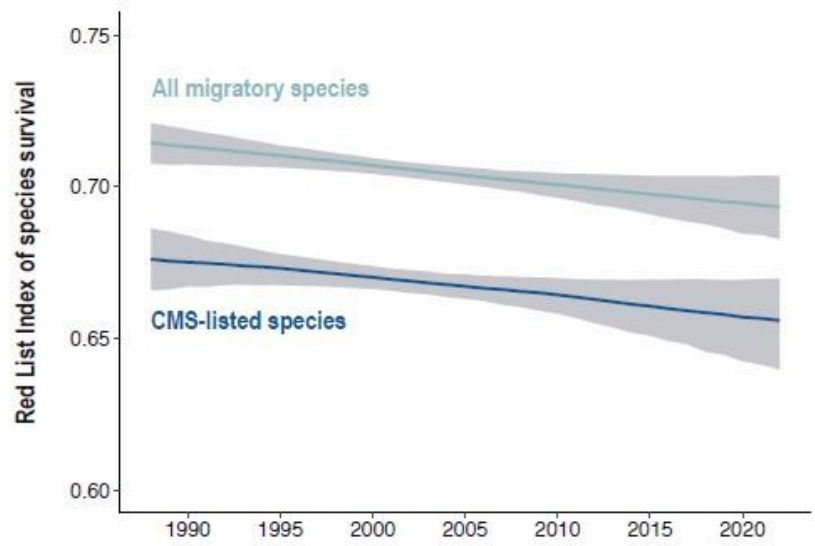 Red List Index of species survival
0.75
0.70
0.65
0.60
All migratory species
CMS-listed species
1990 1995 2000 2005 2010 2015 2020